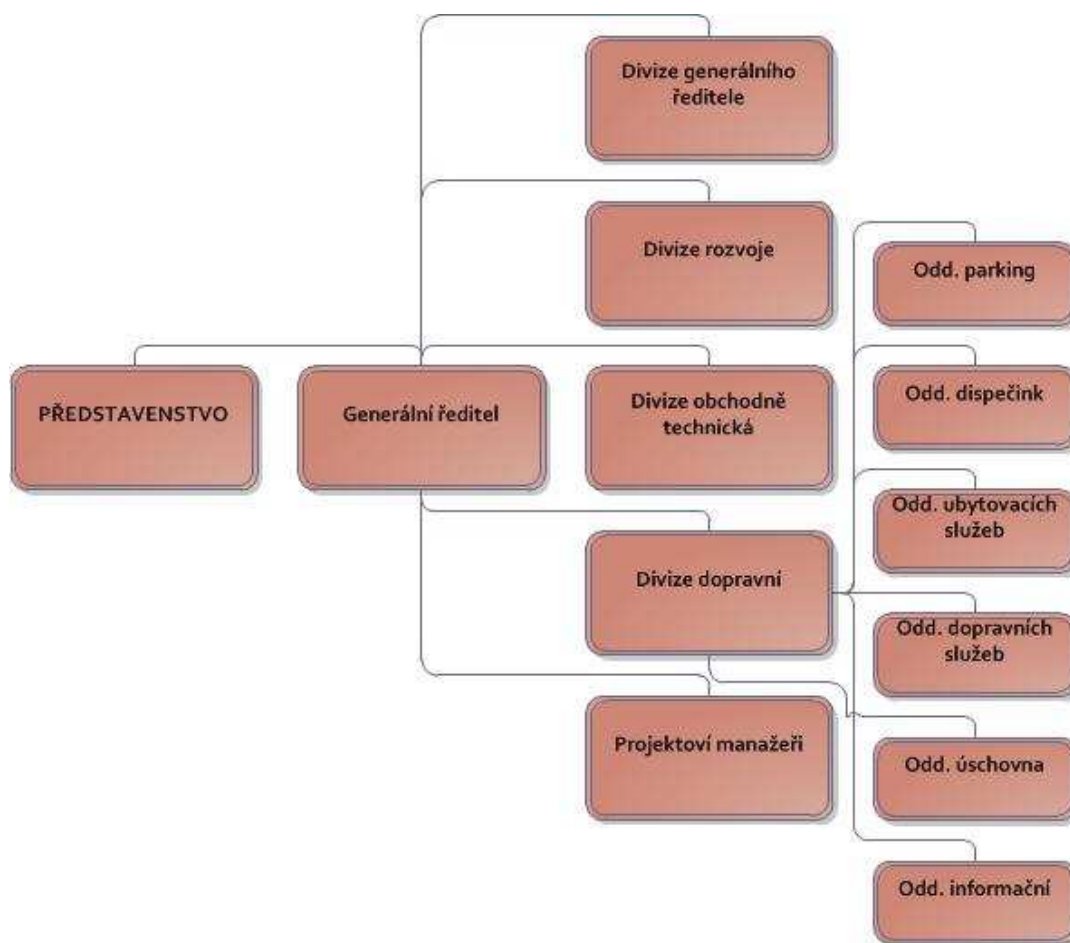 Divize generálního
ředitele
Divize rozvoje
Odd. parking
PŘEDSTAVENSTVO
Generální ředitel
Divize obchodně
technická
Odd. dispečink
Odd. ubytovacích
služeb
Divize dopravní
Odd. dopravních
služeb
Projektoví manažeři
Odd. úschovna
Odd. informační